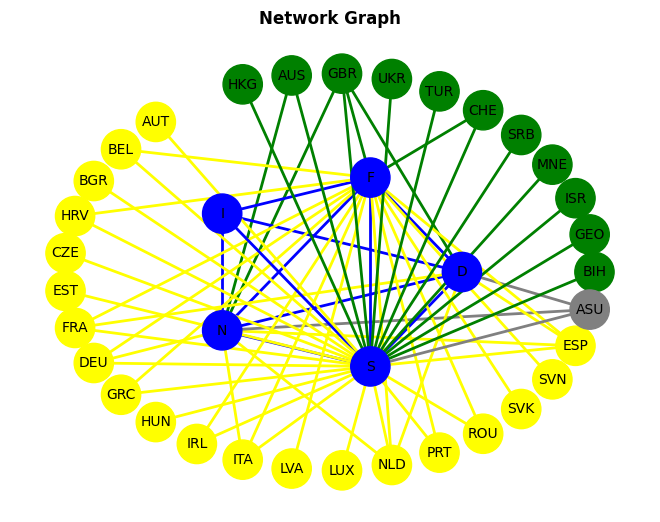 Network Graph
HKG
AUS
GBR
UKR
TUR
CHE
SRB
MNE
ISR
GEO
BIH
ASU
ESP
SVN
SVK
ROU
PRT
NLD
LUX
LVA
ITA
IRL
HUN
GRC
DEU
FRA
EST
CZE
HRV
BGR
BEL
AUT
F
I
D
N
S